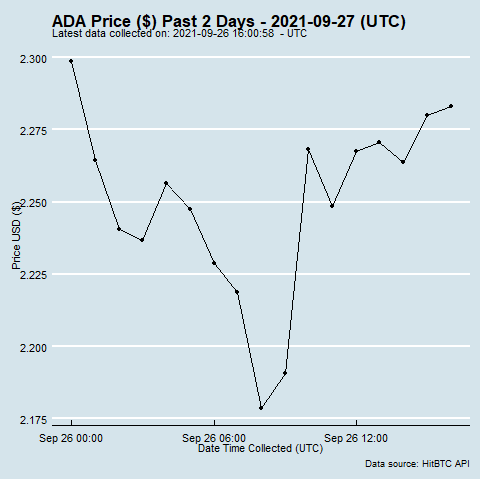 ADA Price ($) Past 2 Days - 2021-09-27 (UTC)
Latest data collected on: 2021-09-26 16:00:58 - UTC
2.300
2.275
2.250
2.225
2.200
2.175
Price USD ($)
Sep 26 00:00
Sep 26 06:00
Sep 26 12:00
Date Time Collected (UTC)
Data source: HitBTC API